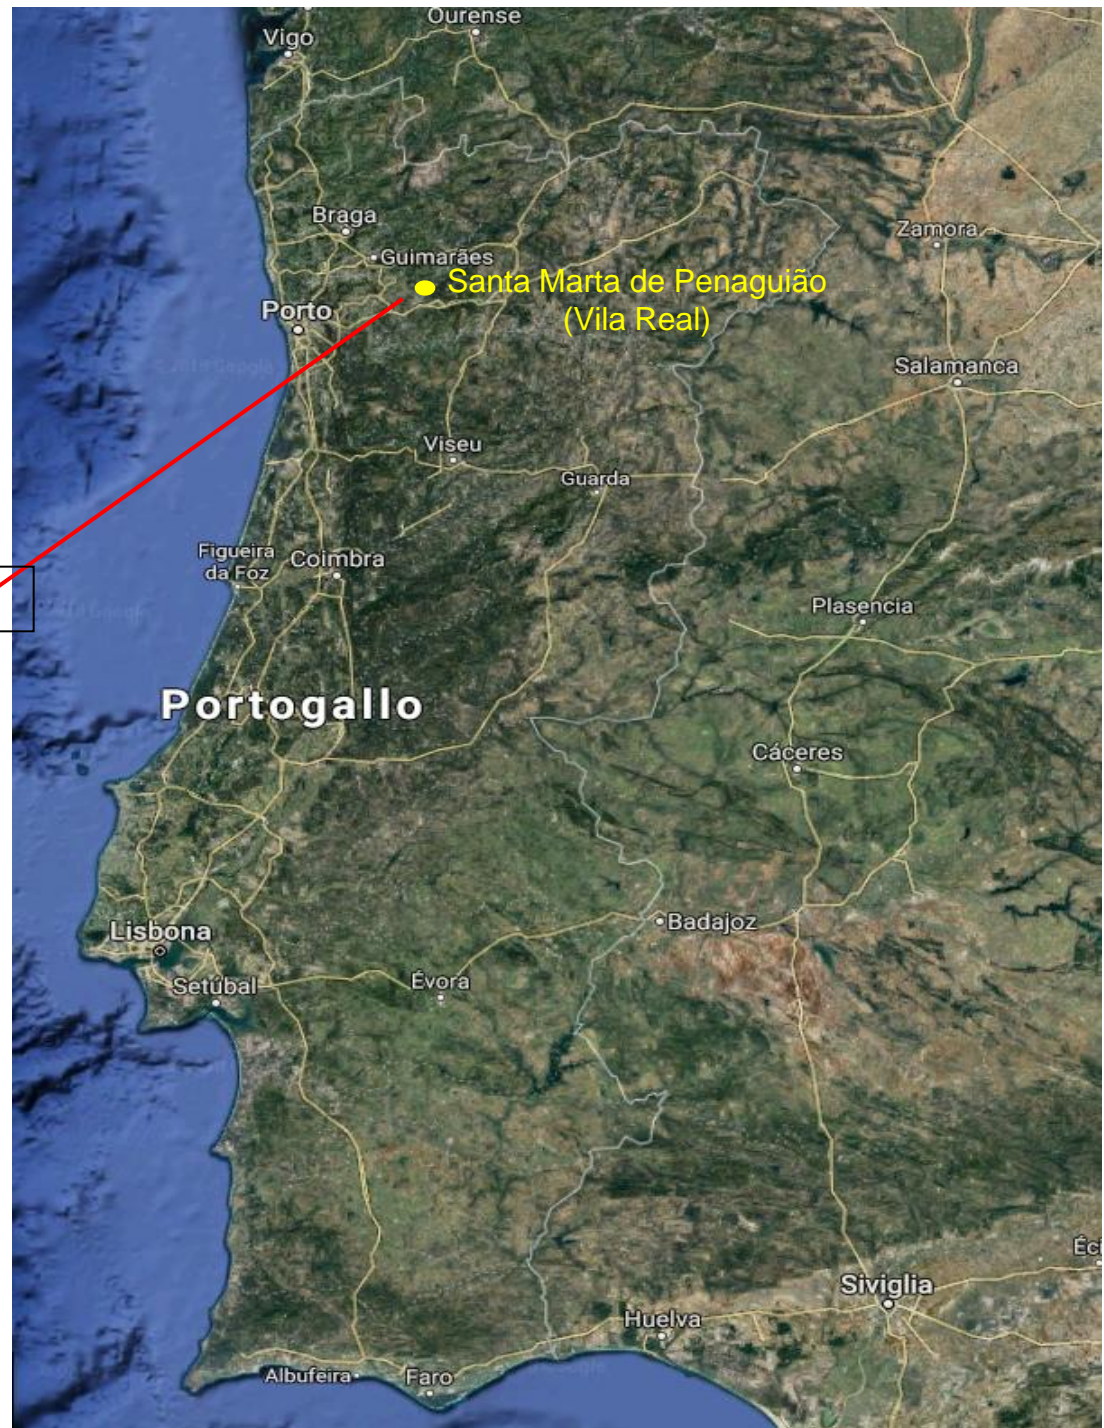 Ourense
Vigo
Braga
Zamora
Guimarães
Santa Marta de Penaguião
(Vila Real)
Porto
Salamanca
Viseu
Guarda
Figueira
da Foz
Coimbra
Plasencia
Portogallo
Cáceres
Badajoz
Lisbona
Évora
Setúbal
Siviglia
Huelva
Albufeira
Faro